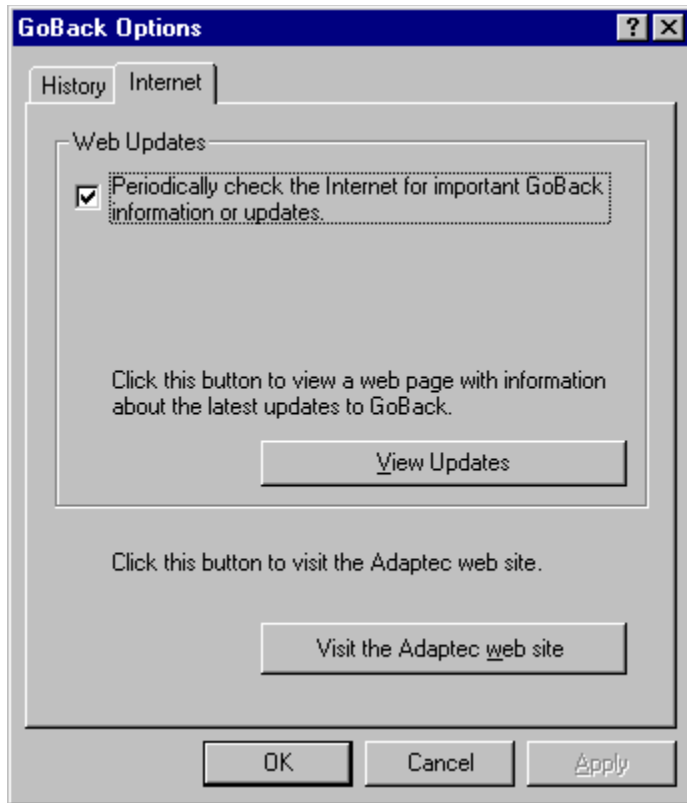 GoBack Options
History Internet
Web Updates
Periodically check the Internet for important GoBack
information or updates.
Click this button to view a web page with information
about the latest updates to GoBack.
View Updates
Click this button to visit the Adaptec web site.
Visit the Adaptec web site
OK Cancel Apply